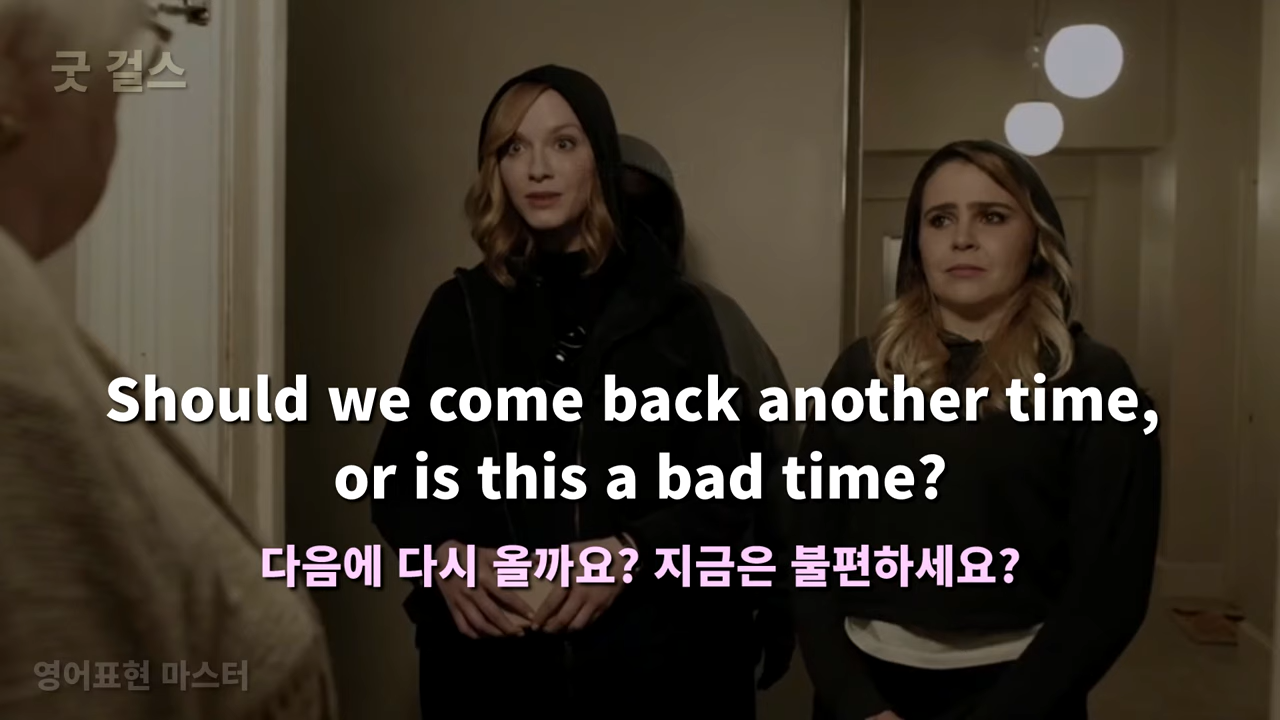 굿 걸스
Should we come back another time,
or is this a bad time?
다음에 다시 올까요? 지금은 불편하세요?
영어표현 마스터